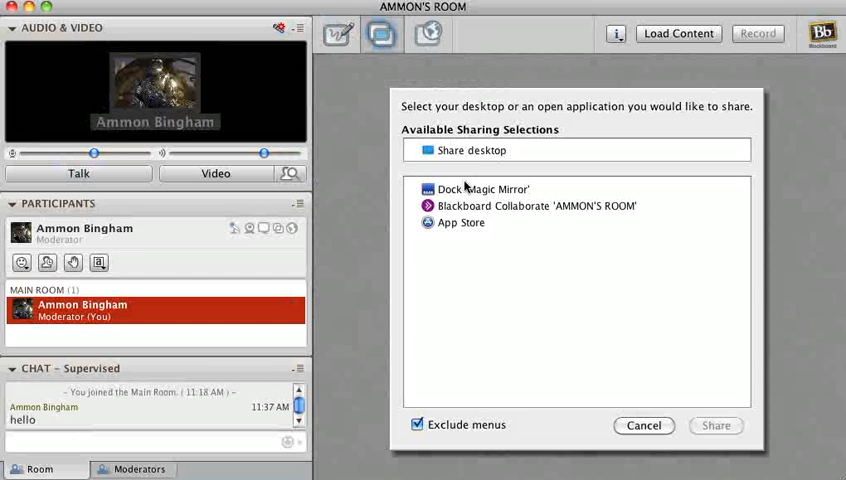 AMMON'S ROOM
AUDIO & VIDEO
Ammon Bingham
Talk
Video
PARTICIPANTS
Ammon Bingham
Moderator
MAIN ROOM (1)
Ammon Bingham
Moderator (You)
CHAT - Supervised
- You joined the Main Room. ( 11:18 AM ) -
Ammon Bingham 11:37 AM
hello
Room
Moderators
Load Content
Record
Bb
Blackboard
Select your desktop or an open application you would like to share.
Available Sharing Selections
Share desktop
Dock 'Magic Mirror'
Blackboard Collaborate 'AMMON'S ROOM'
App Store
Exclude menus
Cancel
Share